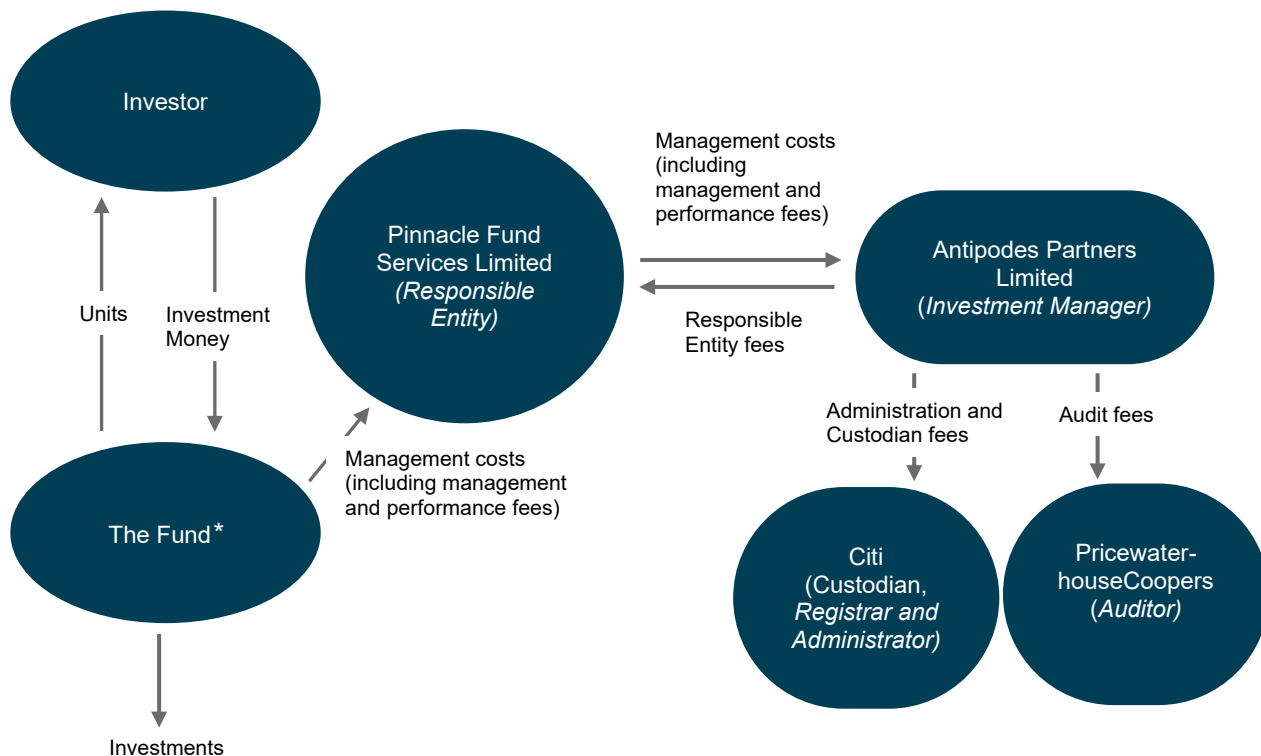 Investor
Units
Investment
Money
The Fund*
Investments
Pinnacle Fund
Services Limited
(Responsible
Entity)
Management costs
(including management
and performance fees)
Management costs
(including
management and
performance fees)
Responsible
Entity fees
Antipodes Partners
Limited
(Investment Manager)
Administration and
Custodian fees
Audit fees
Citi
(Custodian,
Registrar and
Administrator)
Pricewater-
houseCoopers
(Auditor)